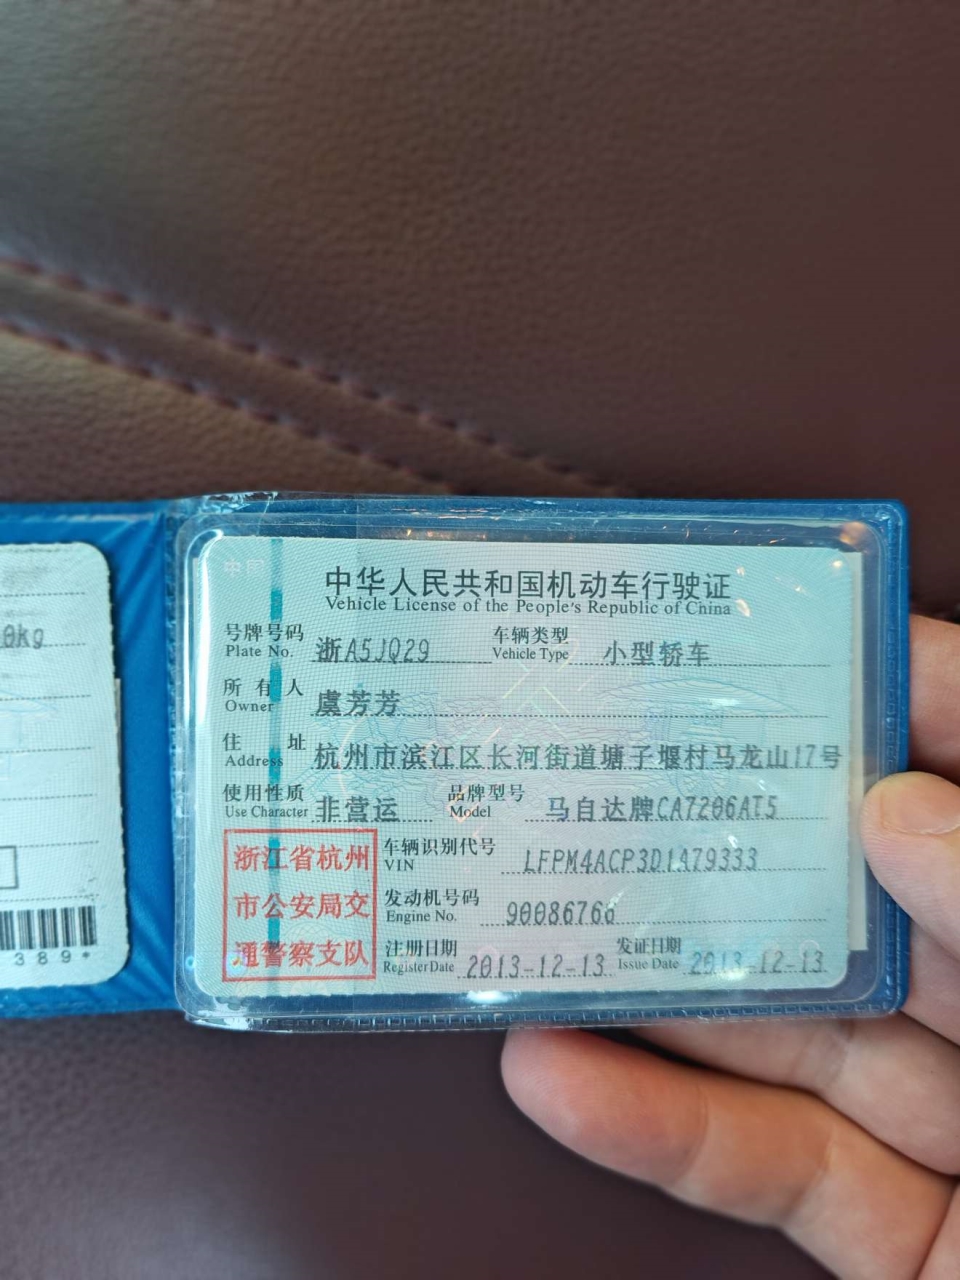 0kg
389*
中国
中华人民共和国机动车行驶证
Vehicle License of the People's Republic of China
号牌号码 浙A5JQ29 车辆类型 小型轿车
Plate No. Vehicle Type
所有人 虞芳芳
Owner
住址 杭州市滨江区长河街道塘子堰村马龙山17号
Address
使用性质 非营运 品牌型号 马自达牌CA7206AT5
Use Character Model
浙江省杭州
市公安局交
通警察支队
车辆识别代号 LFPM4ACP3D1A79333
VIN
发动机号码
Engine No.
注册日期 2013-12-13 发证日期 2013-12-13
Register Date Issue Date